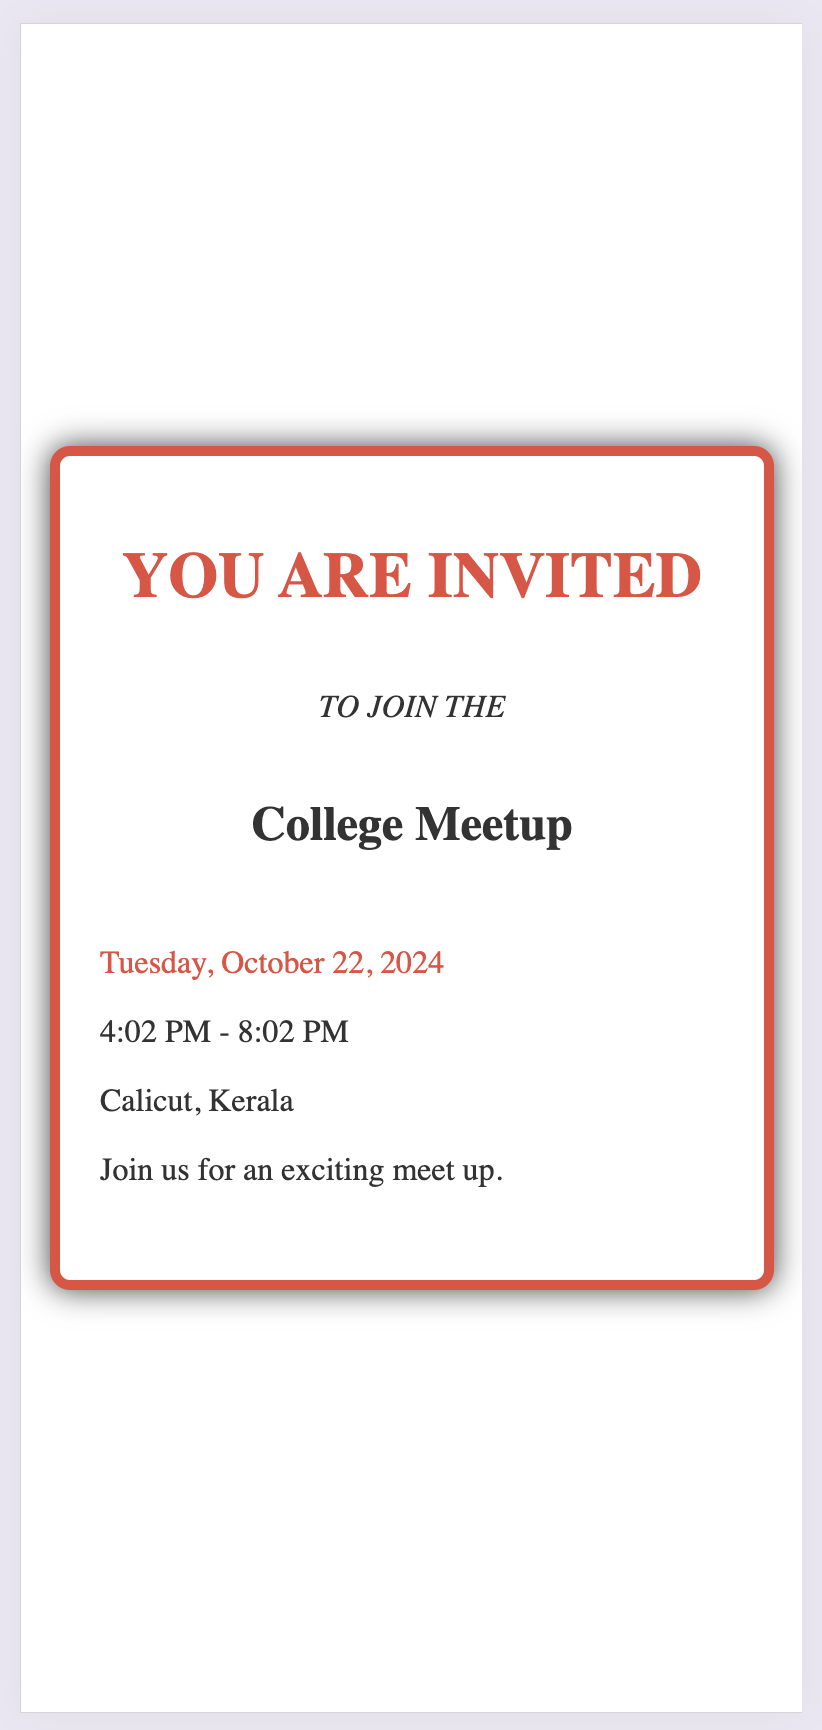 YOU ARE INVITED
TO JOIN THE
College Meetup
Tuesday, October 22, 2024
4:02 PM - 8:02 PM
Calicut, Kerala
Join us for an exciting meet up.